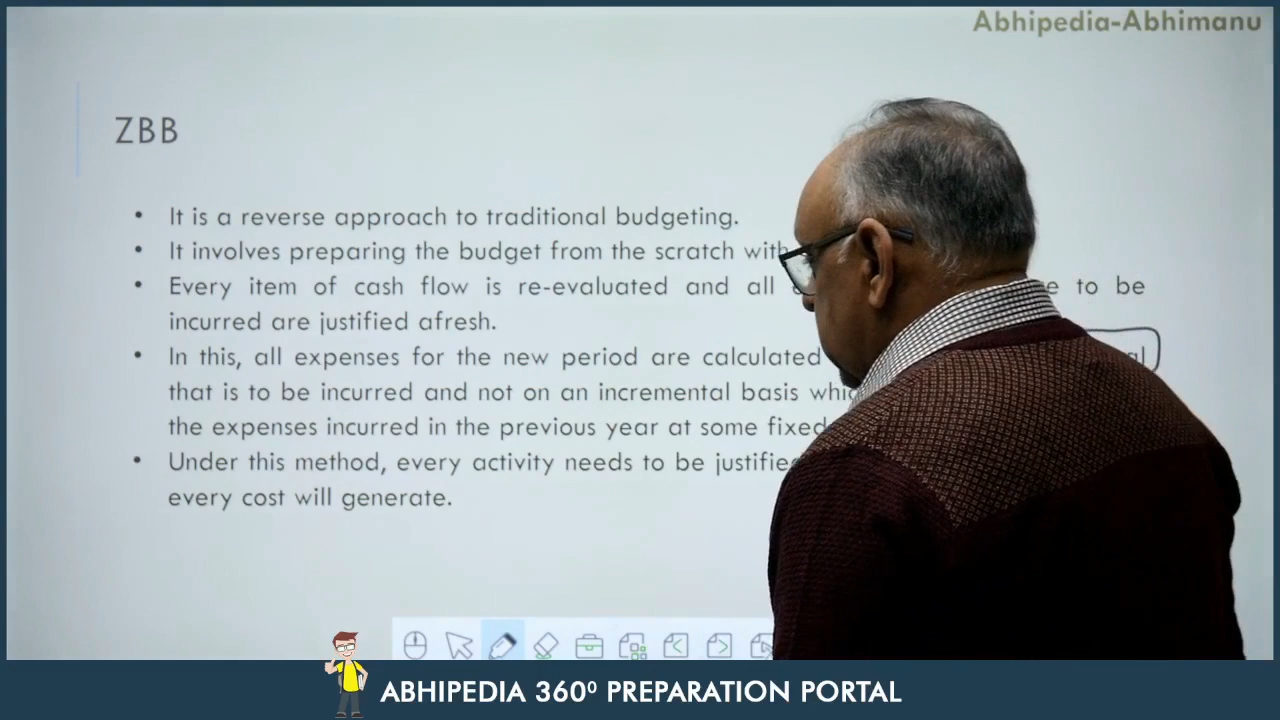 Abhipedia-Abhimanu
ZBB
• It is a reverse approach to traditional budgeting.
• It involves preparing the budget from the scratch with
• Every item of cash flow is re-evaluated and all to be
incurred are justified afresh.
• In this, all expenses for the new period are calculated
that is to be incurred and not on an incremental basis
the expenses incurred in the previous year at some fixed
• Under this method, every activity needs to be
every cost will generate.
ABHIPEDIA 360⁰ PREPARATION PORTAL